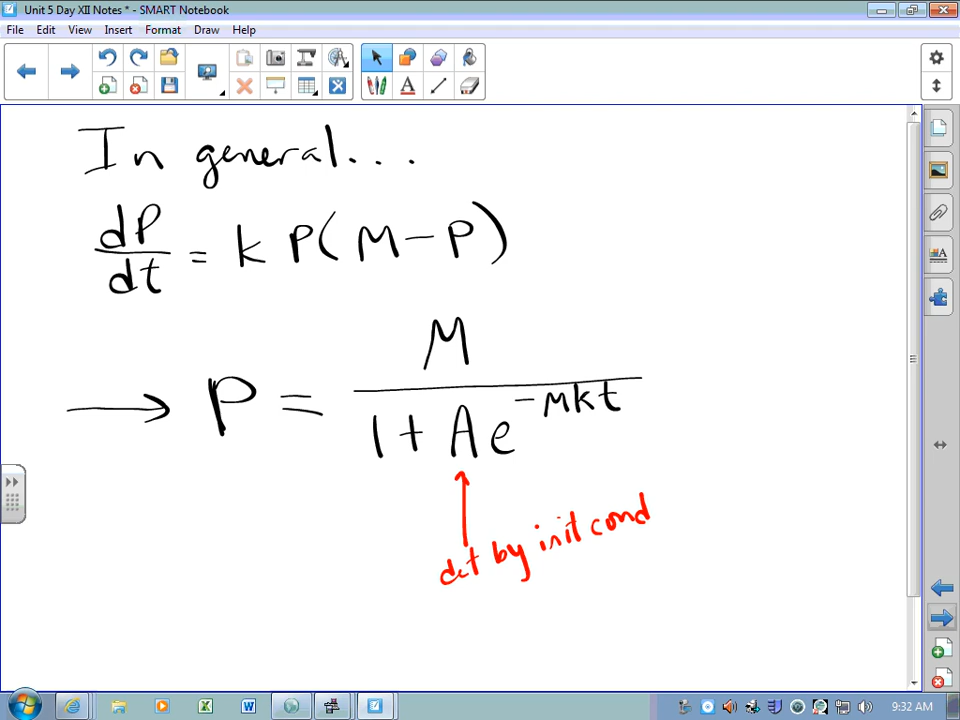 Unit 5 Day XII Notes * - SMART Notebook
File Edit View Insert Format Draw Help
In general...
dP/dt = k P(M-P)
→ P = M/(1 + Ae^(-Mkt))
det by init cond
9:32 AM